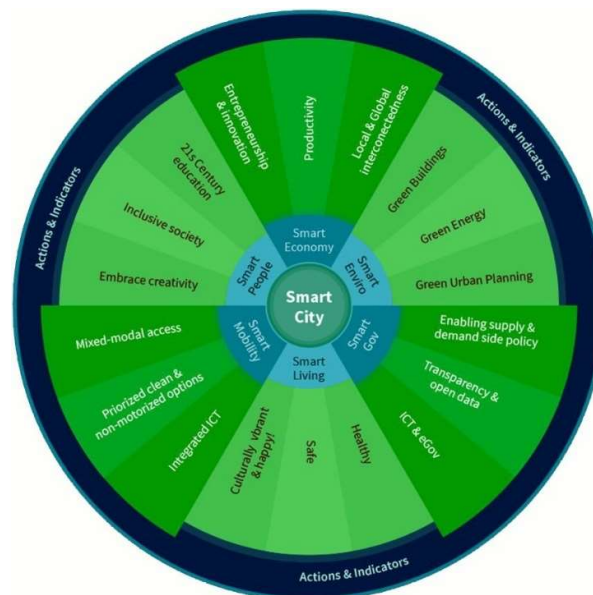 Actions & Indicators
Actions & Indicators
Actions & Indicators
Entrepreneurship
& innovation
Productivity
Local & Global
interconectedness
Green Buildings
Green Energy
Green Urban Planning
Enabling supply &
demand side policy
Transparency &
open data
ICT & eGov
Healthy
Safe
Culturally vibrant
& happy!
Integrated ICT
Priorized clean &
non-motorized options
Mixed-modal access
Embrace creativity
Inclusive society
21s Century
education
Smart
Economy
Smart
Enviro
Smart
Gov
Smart
Living
Smart
Mobility
Smart
People
Smart
City